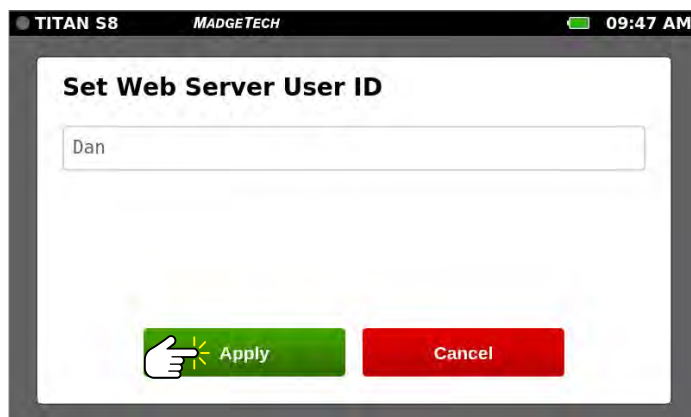 TITAN S8 MADGETECH 09:47 AM
Set Web Server User ID
Dan
Apply Cancel